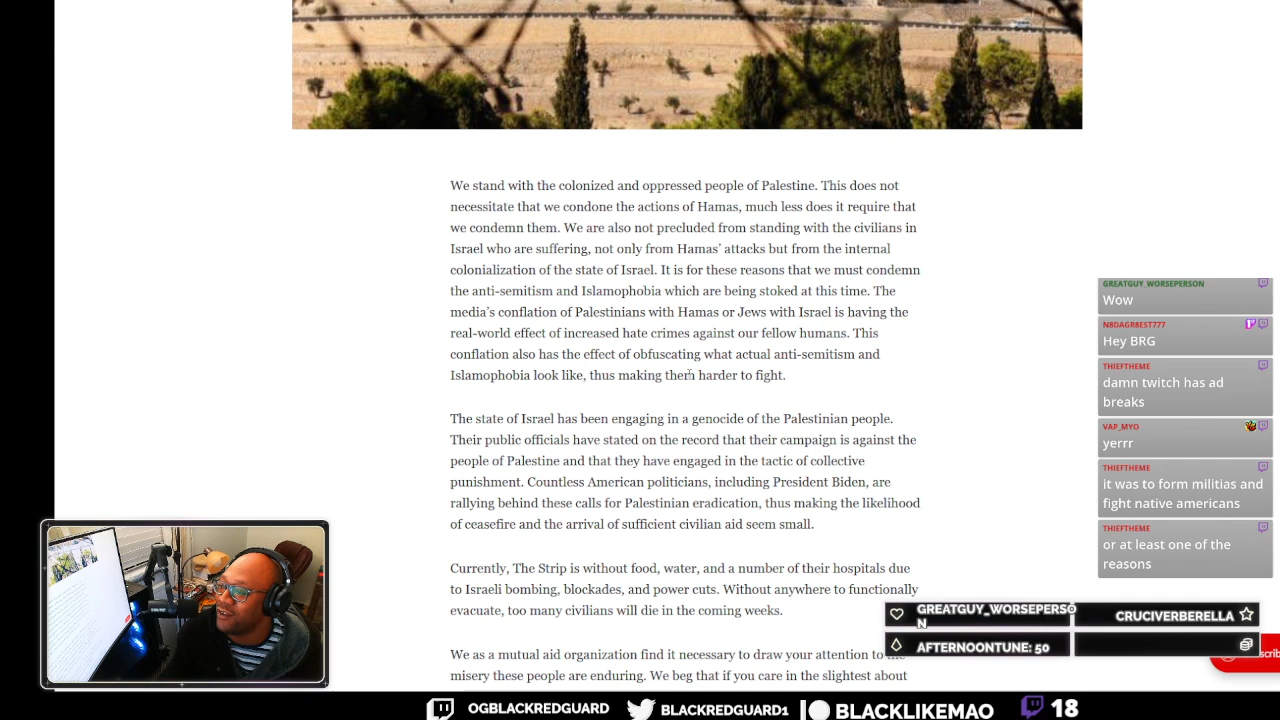 We stand with the colonized and oppressed people of Palestine. This does not
necessitate that we condone the actions of Hamas, much less does it require that
we condemn them. We are also not precluded from standing with the civilians in
Israel who are suffering, not only from Hamas’ attacks but from the internal
colonialization of the state of Israel. It is for these reasons that we must condemn
the anti-semitism and Islamophobia which are being stoked at this time. The
media’s conflation of Palestinians with Hamas or Jews with Israel is having the
real-world effect of increased hate crimes against our fellow humans. This
conflation also has the effect of obfuscating what actual anti-semitism and
Islamophobia look like, thus making them harder to fight.
The state of Israel has been engaging in a genocide of the Palestinian people.
Their public officials have stated on the record that their campaign is against the
people of Palestine and that they have engaged in the tactic of collective
punishment. Countless American politicians, including President Biden, are
rallying behind these calls for Palestinian eradication, thus making the likelihood
of ceasefire and the arrival of sufficient civilian aid seem small.
Currently, The Strip is without food, water, and a number of their hospitals due
to Israeli bombing, blockades, and power cuts. Without anywhere to functionally
evacuate, too many civilians will die in the coming weeks.
We as a mutual aid organization find it necessary to draw your attention to the
misery these people are enduring. We beg that if you care in the slightest about
GREATGUY_WORSEPERSON
Wow
N8DAGR8EST777
Hey BRG
THIEFTHEME
damn twitch has ad
breaks
VAP_MYO
yerrr
THIEFTHEME
it was to form militias and
fight native americans
THIEFTHEME
or at least one of the
reasons
GREATGUY_WORSEPERSO
N
CRUCIVERBERELLA
AFTERNOONTUNE: 50
OGBLACKREDGUARD
BLACKREDGUARD1
BLACKLIKEMAO
18